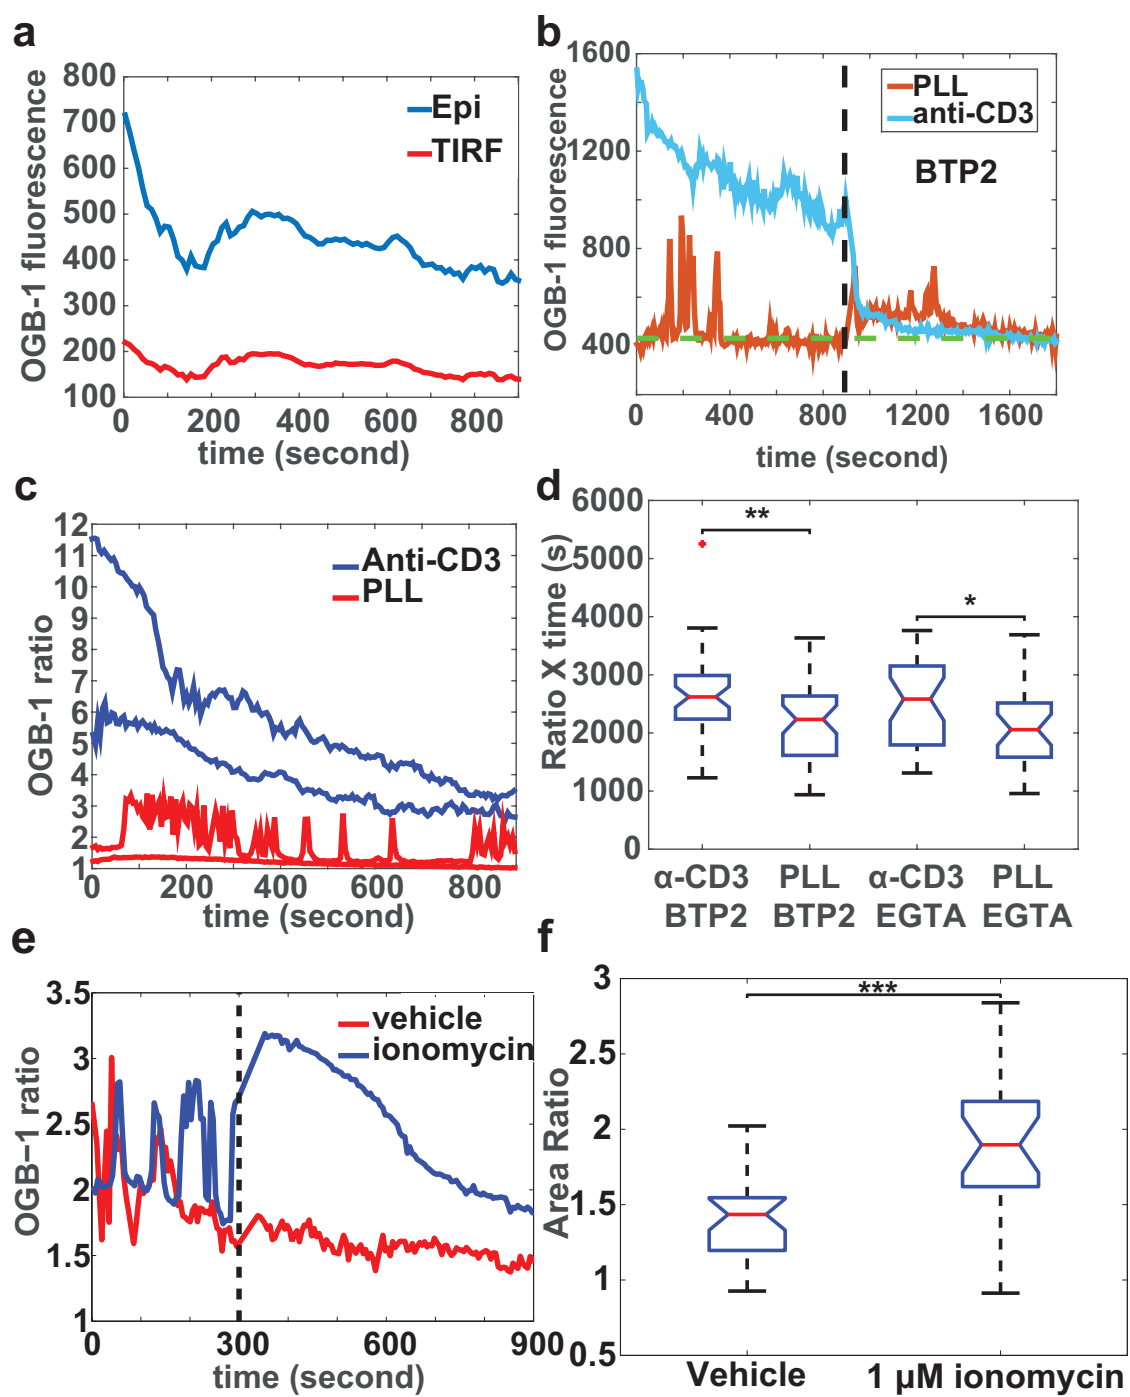 a
800
700
600
500
400
300
200
100
OGB-1 fluorescence
Epi
TIRF
0 200 400 600 800
time (second)
b
1600
1200
800
400
OGB-1 fluorescence
PLL
anti-CD3
BTP2
0 400 800 1200 1600
time (second)
c
12
11
10
9
8
7
6
5
4
3
2
1
OGB-1 ratio
Anti-CD3
PLL
0 200 400 600 800
time (second)
d
6000
5000
4000
3000
2000
1000
0
Ratio X time (s)
**
*
α-CD3 PLL α-CD3 PLL
BTP2 BTP2 EGTA EGTA
e
3.5
3
2.5
2
1.5
1
OGB−1 ratio
vehicle
ionomycin
0 300 600 900
time (second)
f
3
2.5
2
1.5
1
0.5
Area Ratio
***
Vehicle 1 µM ionomycin